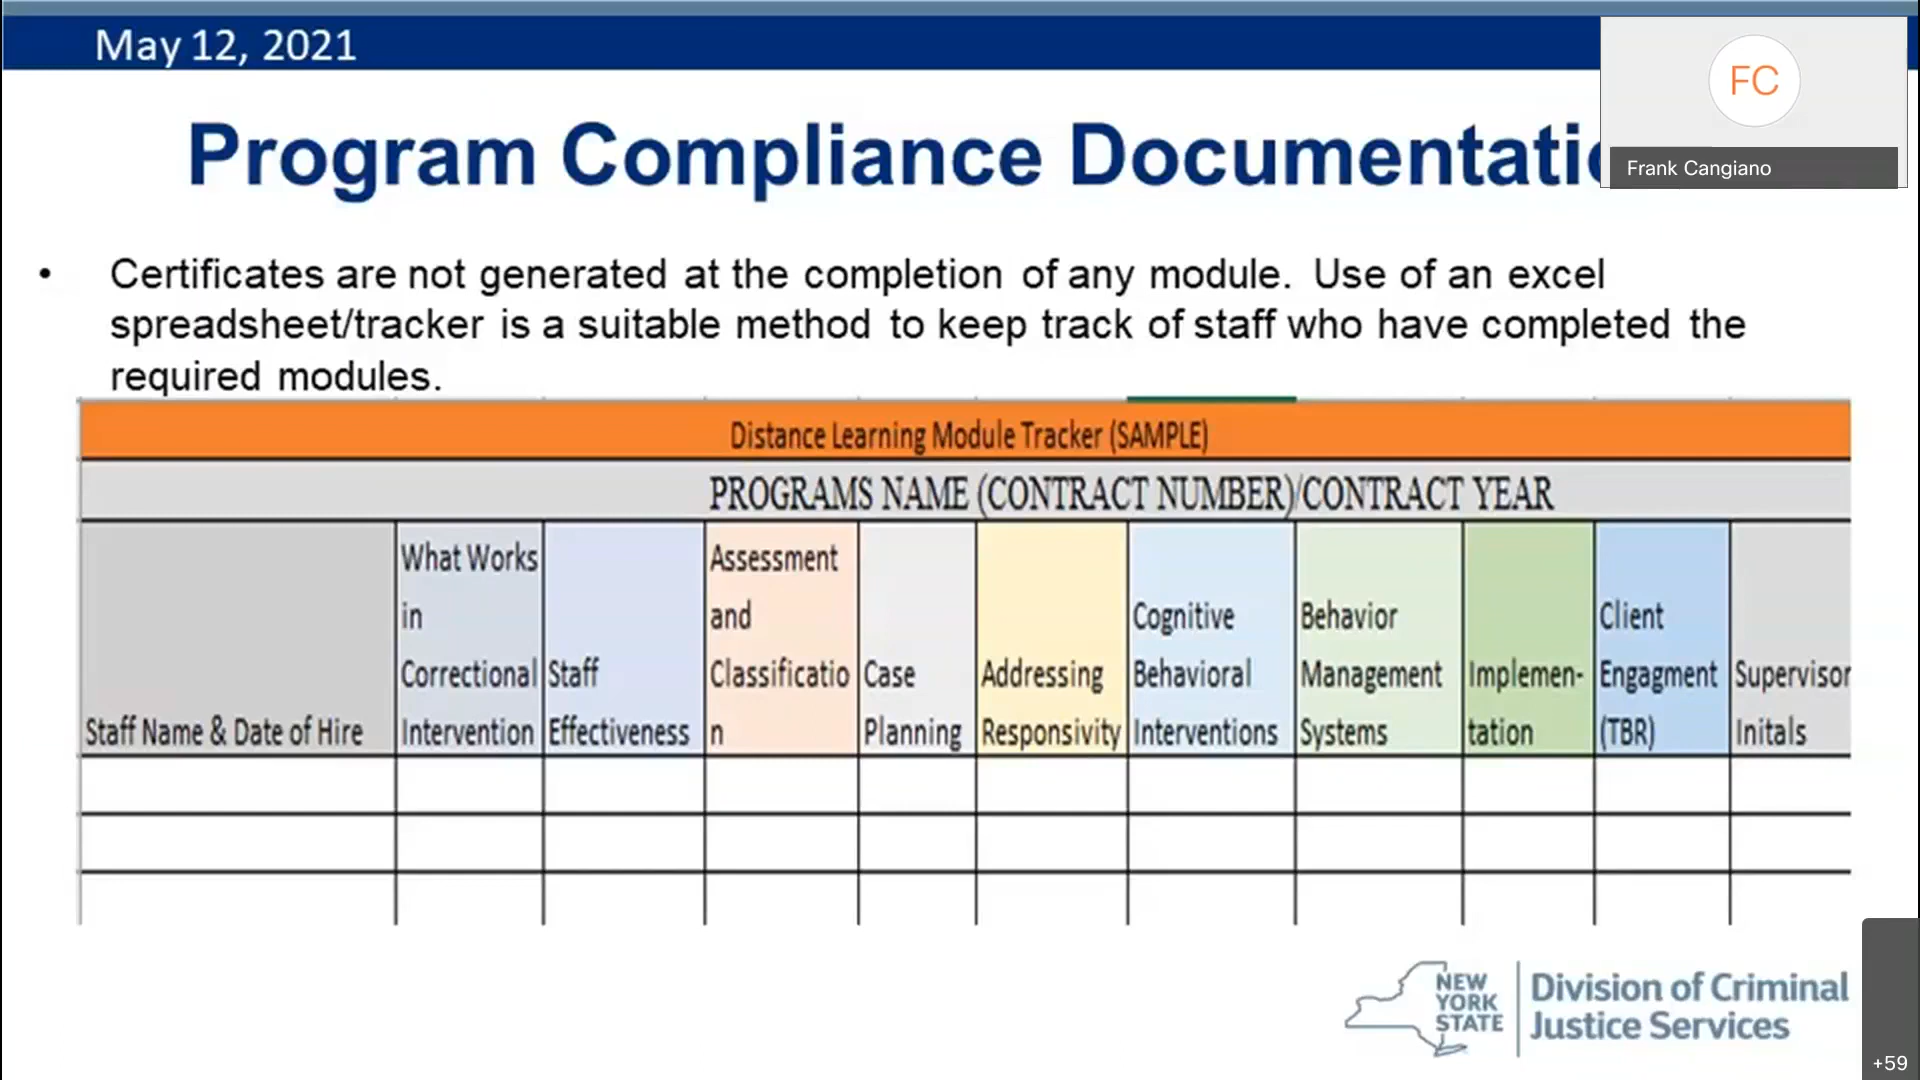 May 12, 2021
FC
Frank Cangiano
Program Compliance Documentatio
• Certificates are not generated at the completion of any module. Use of an excel
spreadsheet/tracker is a suitable method to keep track of staff who have completed the
required modules.
Distance Learning Module Tracker (SAMPLE)
PROGRAMS NAME (CONTRACT NUMBER)/CONTRACT YEAR
Staff Name & Date of Hire
What Works
in
Correctional
Intervention
Staff
Effectiveness
Assessment
and
Classificatio
n
Case
Planning
Addressing
Responsivity
Cognitive
Behavioral
Interventions
Behavior
Management
Systems
Implemen-
tation
Client
Engagment
(TBR)
Supervisor
Initals
NEW
YORK
STATE
Division of Criminal
Justice Services
+59